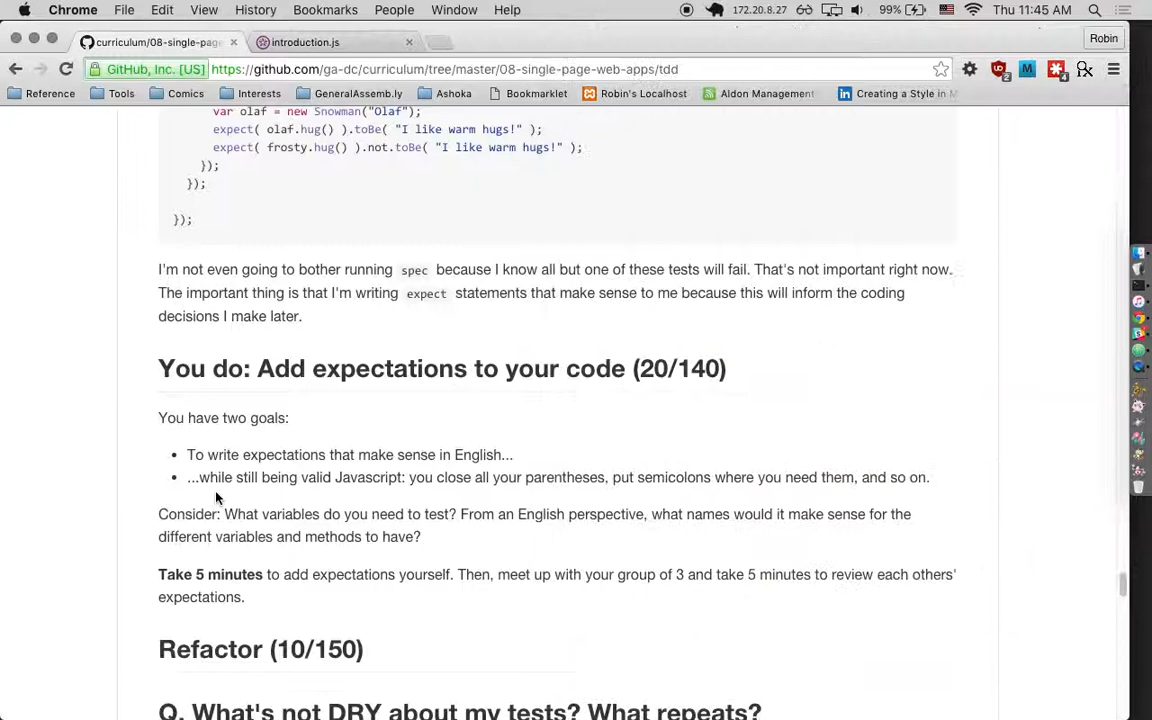 Chrome File Edit View History Bookmarks People Window Help 172.20.8.27 99% Thu 11:45 AM
curriculum/08-single-page introduction.js Robin
GitHub, Inc. [US] https://github.com/ga-dc/curriculum/tree/master/08-single-page-web-apps/tdd
Reference Tools Comics Interests GeneralAssemb.ly Ashoka Bookmarklet Robin's Localhost Aldon Management Creating a Style in
var olaf = new Snowman("Olaf");
expect( olaf.hug() ).toBe( "I like warm hugs!" );
expect( frosty.hug() ).not.toBe( "I like warm hugs!" );
});
});
});
I'm not even going to bother running spec because I know all but one of these tests will fail. That's not important right now.
The important thing is that I'm writing expect statements that make sense to me because this will inform the coding
decisions I make later.
You do: Add expectations to your code (20/140)
You have two goals:
• To write expectations that make sense in English...
• ...while still being valid Javascript: you close all your parentheses, put semicolons where you need them, and so on.
Consider: What variables do you need to test? From an English perspective, what names would it make sense for the
different variables and methods to have?
Take 5 minutes to add expectations yourself. Then, meet up with your group of 3 and take 5 minutes to review each others'
expectations.
Refactor (10/150)
Q. What's not DRY about my tests? What repeats?